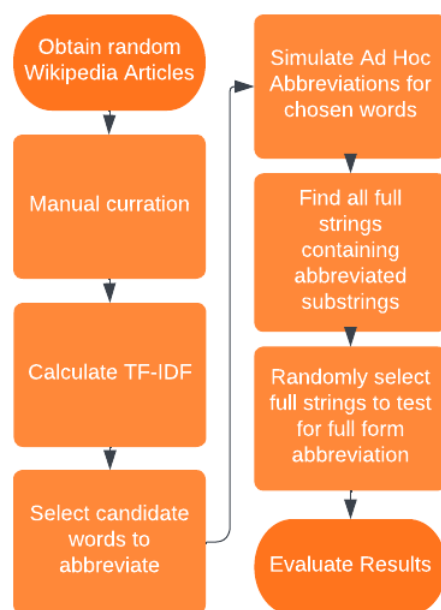 Obtain random
Wikipedia Articles
Manual curration
Calculate TF-IDF
Select candidate
words to
abbreviate
Simulate Ad Hoc
Abbreviations for
chosen words
Find all full
strings
containing
abbreviated
substrings
Randomly select
full strings to test
for full form
abbreviation
Evaluate Results